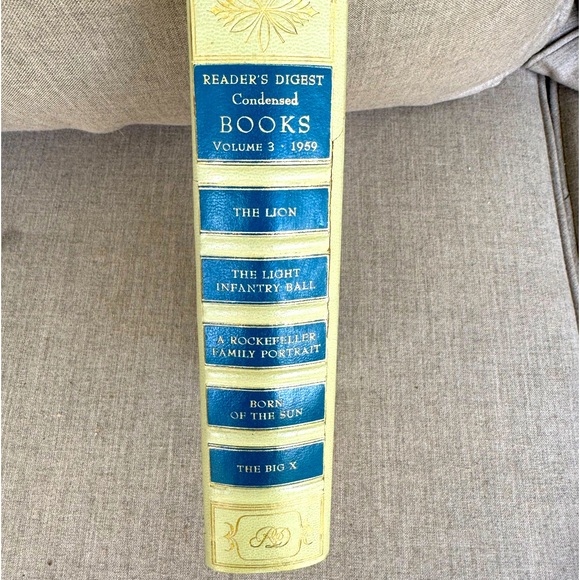 READER'S DIGEST
Condensed
BOOKS
VOLUME 3 · 1959
THE LION
THE LIGHT
INFANTRY BALL
A ROCKEFELLER
FAMILY PORTRAIT
BORN
OF THE SUN
THE BIG X
RD